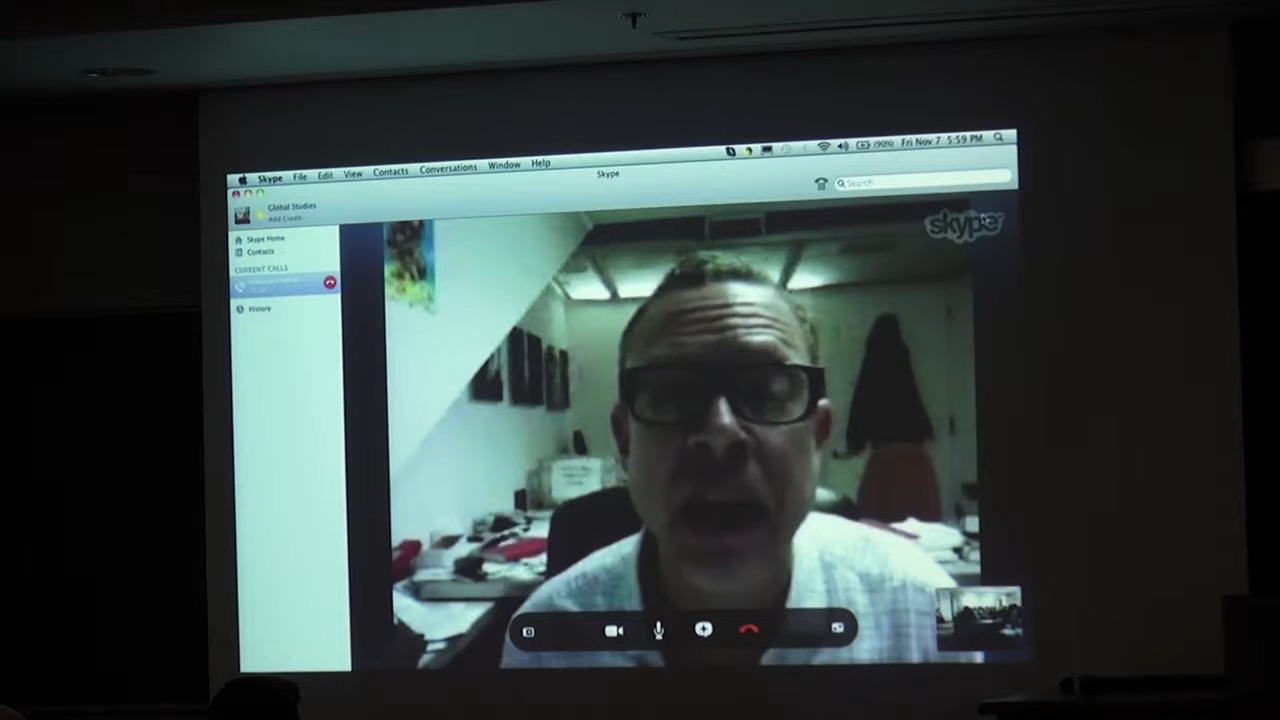 Skype File Edit View Contacts Conversations Window Help (90%) Fri Nov 7 5:59 PM
Skype
Search
Global Studies
Add Credit
skype
Skype Home
Contacts
CURRENT CALLS
History